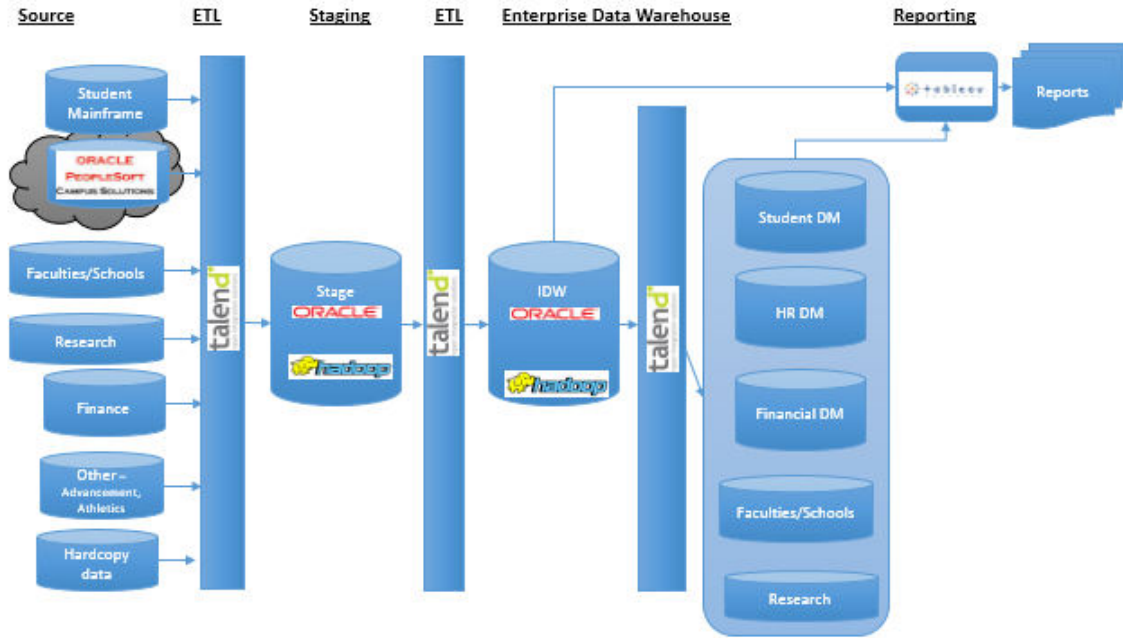 Source
ETL
Staging
ETL
Enterprise Data Warehouse
Reporting
Student
Mainframe
ORACLE
PEOPLESOFT
CAMPUS SOLUTIONS
Faculties/Schools
Research
Finance
Other –
Advancement,
Athletics
Hardcopy
data
talend
Stage
ORACLE
hadoop
talend
IDW
ORACLE
hadoop
talend
Student DM
HR DM
Financial DM
Faculties/Schools
Research
tableau
Reports